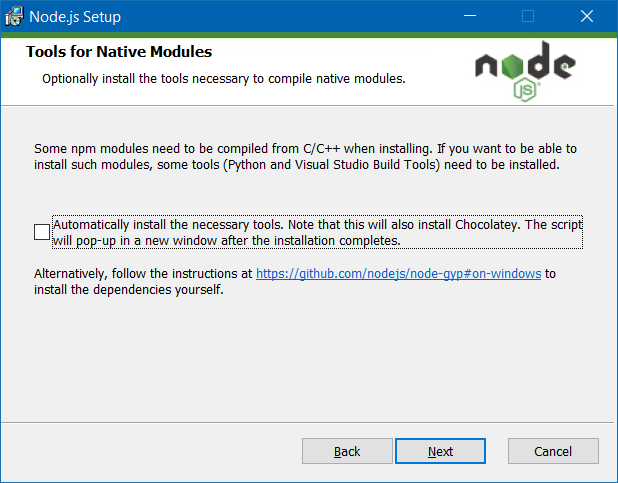 Node.js Setup
Tools for Native Modules
Optionally install the tools necessary to compile native modules.
node
JS
Some npm modules need to be compiled from C/C++ when installing. If you want to be able to
install such modules, some tools (Python and Visual Studio Build Tools) need to be installed.
Automatically install the necessary tools. Note that this will also install Chocolatey. The script
will pop-up in a new window after the installation completes.
Alternatively, follow the instructions at https://github.com/nodejs/node-gyp#on-windows to
install the dependencies yourself.
Back
Next
Cancel